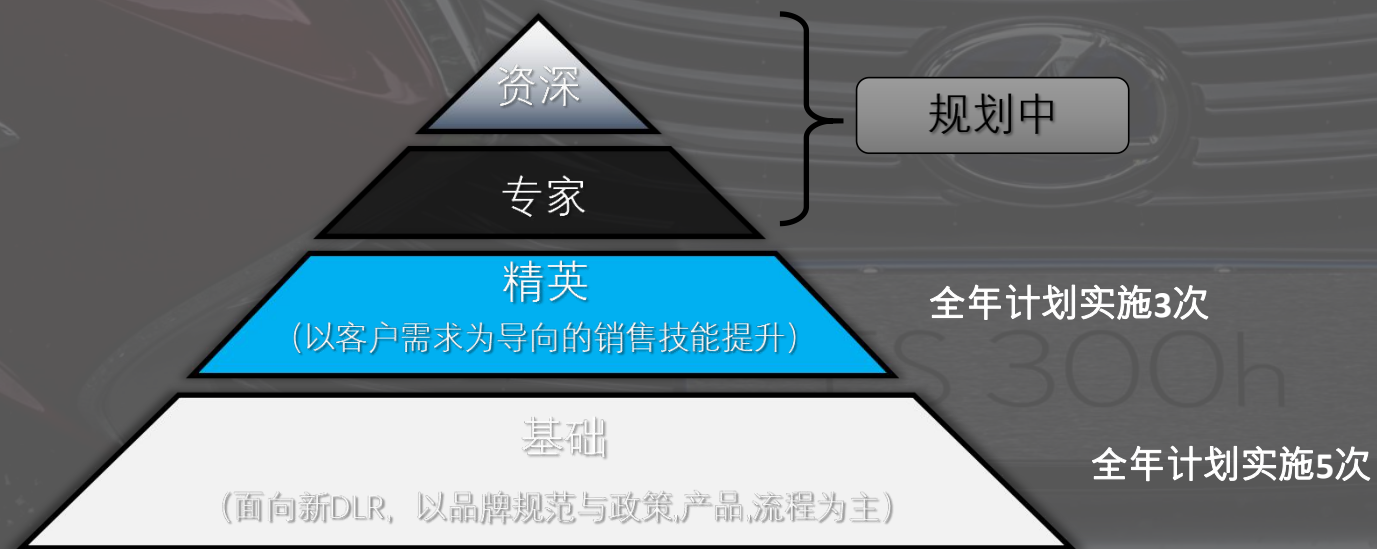 资深
规划中
专家
精英
全年计划实施3次
（以客户需求为导向的销售技能提升）
ES 300h
基础
全年计划实施5次
（面向新DLR，以品牌规范与政策,产品,流程为主）